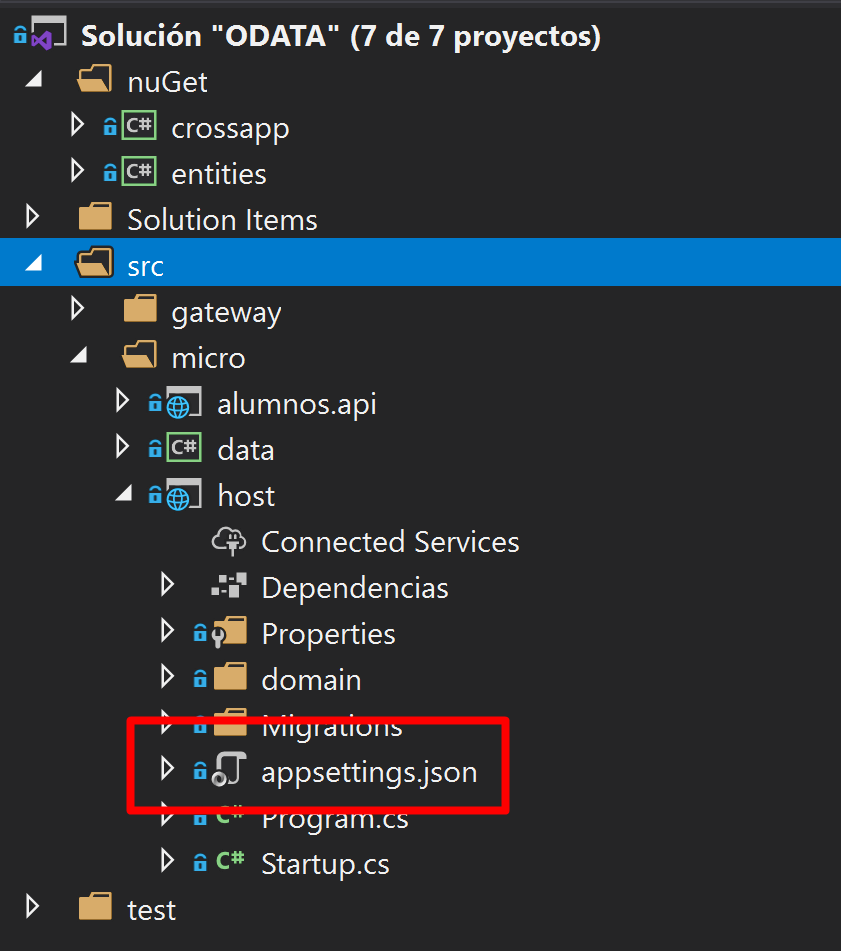 Solución "ODATA" (7 de 7 proyectos)
nuGet
C# crossapp
C# entities
Solution Items
src
gateway
micro
alumnos.api
C# data
host
Connected Services
Dependencias
Properties
domain
Migrations
appsettings.json
C# Program.cs
C# Startup.cs
test